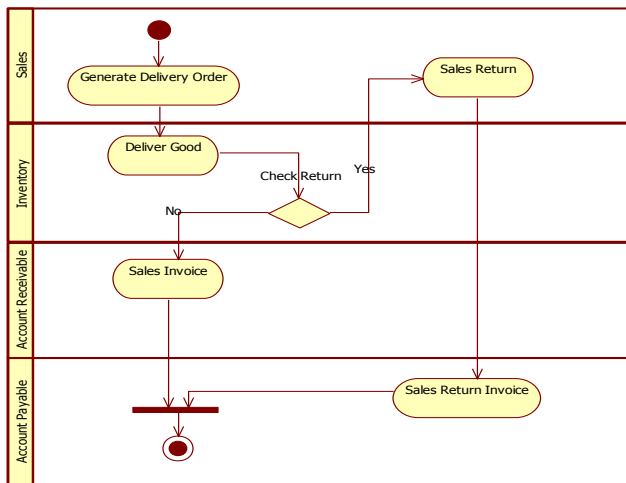 Sales
Generate Delivery Order
Sales Return
Inventory
Deliver Good
Check Return
Yes
No
Account Receivable
Sales Invoice
Account Payable
Sales Return Invoice